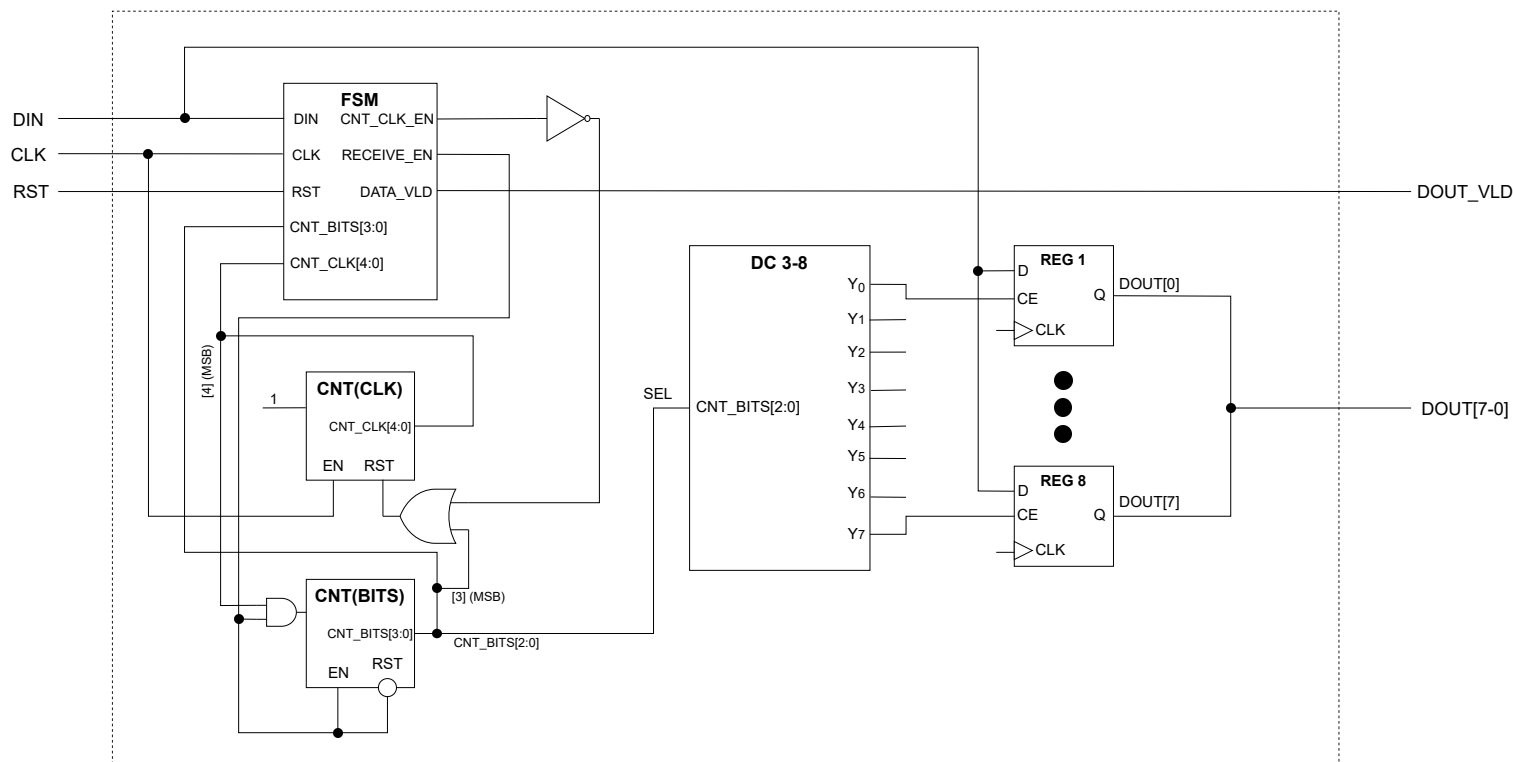 FSM
DIN
DIN
CNT_CLK_EN
CLK
CLK
RECEIVE_EN
RST
RST
DATA_VLD
DOUT_VLD
CNT_BITS[3:0]
CNT_CLK[4:0]
DC 3-8
REG 1
D
Y0
DOUT[0]
CE
Q
Y1
CLK
[4] (MSB)
Y2
CNT(CLK)
Y3
1
SEL
CNT_BITS[2:0]
DOUT[7-0]
CNT_CLK[4:0]
Y4
Y5
EN
RST
REG 8
D
Y6
DOUT[7]
CE
Q
Y7
CLK
CNT(BITS)
[3] (MSB)
CNT_BITS[3:0]
CNT_BITS[2:0]
RST
EN